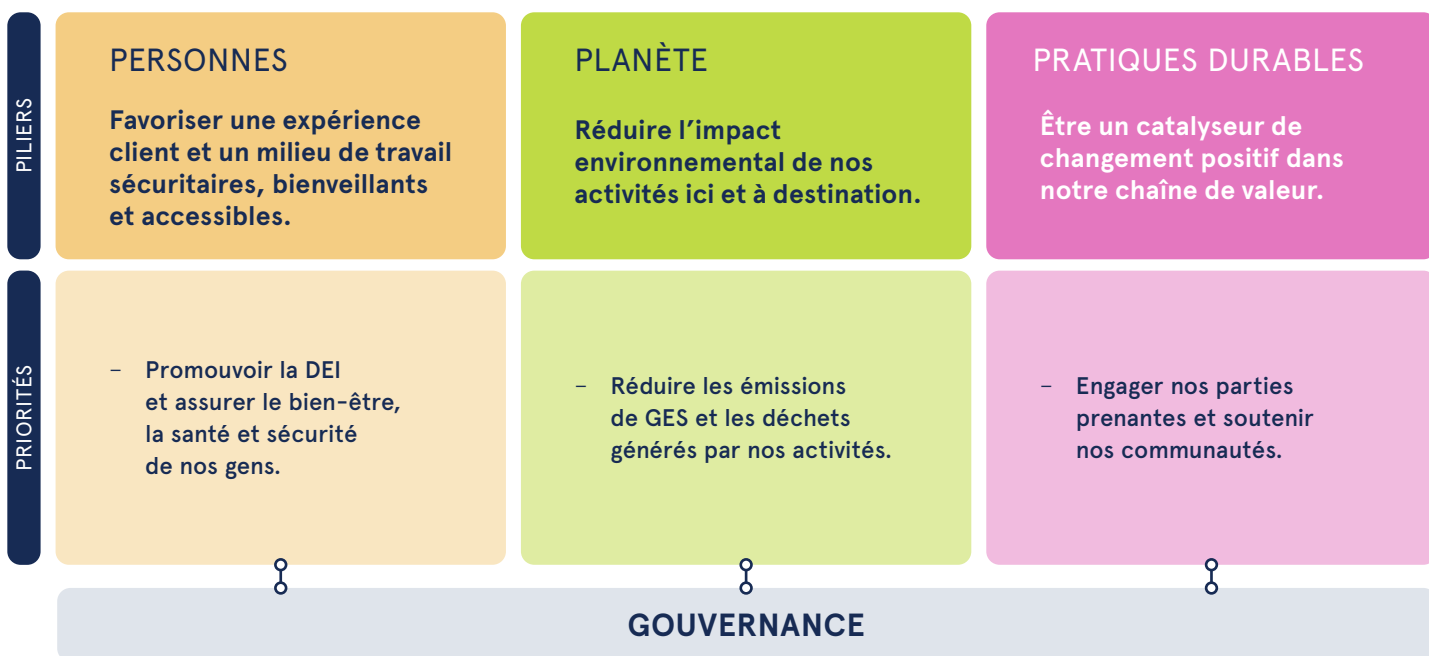 PILIERS
PERSONNES
Favoriser une expérience
client et un milieu de travail
sécuritaires, bienveillants
et accessibles.
PLANÈTE
Réduire l’impact
environnemental de nos
activités ici et à destination.
PRATIQUES DURABLES
Être un catalyseur de
changement positif dans
notre chaîne de valeur.
PRIORITÉS
– Promouvoir la DEI
et assurer le bien-être,
la santé et sécurité
de nos gens.
– Réduire les émissions
de GES et les déchets
générés par nos activités.
– Engager nos parties
prenantes et soutenir
nos communautés.
GOUVERNANCE